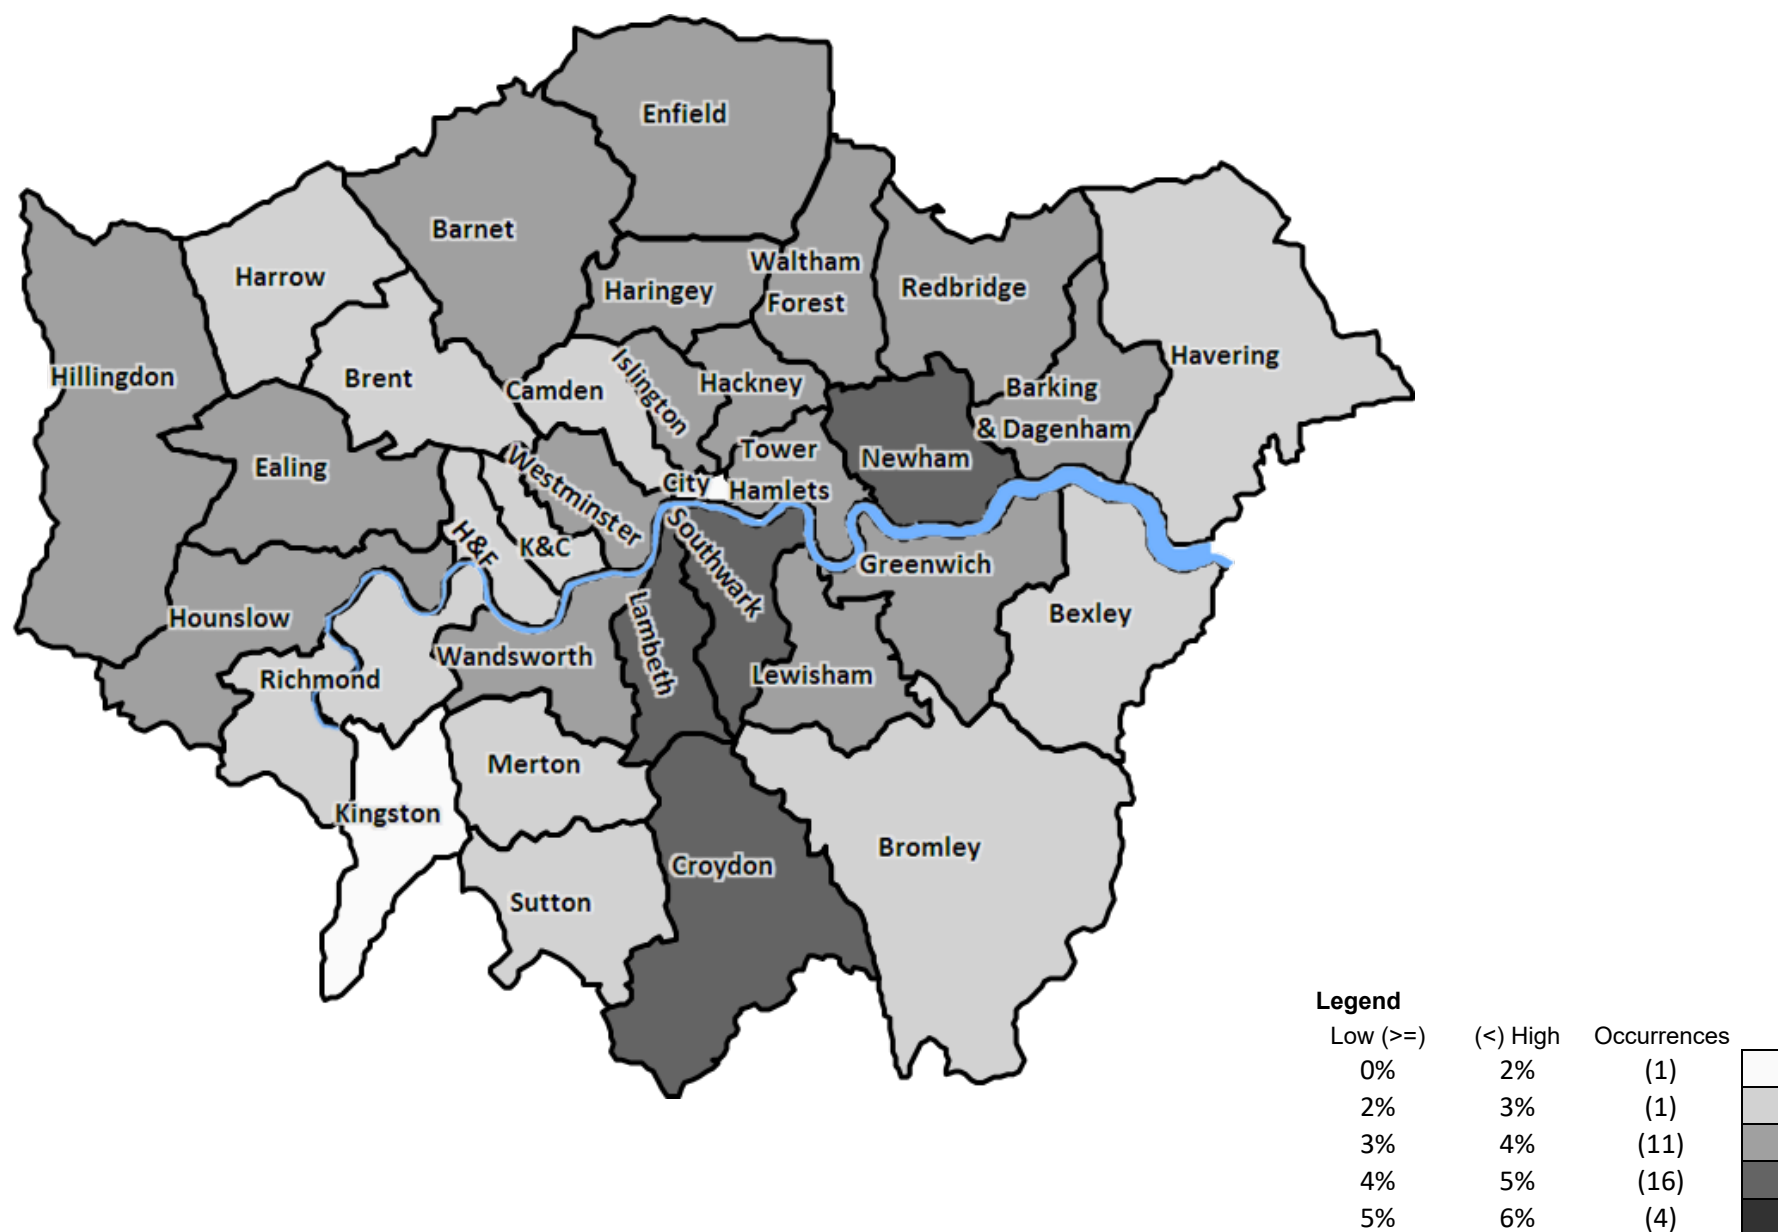 Enfield
Barnet
Harrow
Haringey
Waltham
Forest
Redbridge
Havering
Hillingdon
Brent
Camden
Islington
Hackney
Barking
& Dagenham
Ealing
Westminster
City
Tower
Hamlets
Newham
H&F
K&C
Southwark
Greenwich
Hounslow
Bexley
Richmond
Wandsworth
Lambeth
Lewisham
Merton
Kingston
Sutton
Croydon
Bromley
Legend
Low (>=) (<) High Occurrences
0% 2% (1)
2% 3% (1)
3% 4% (11)
4% 5% (16)
5% 6% (4)